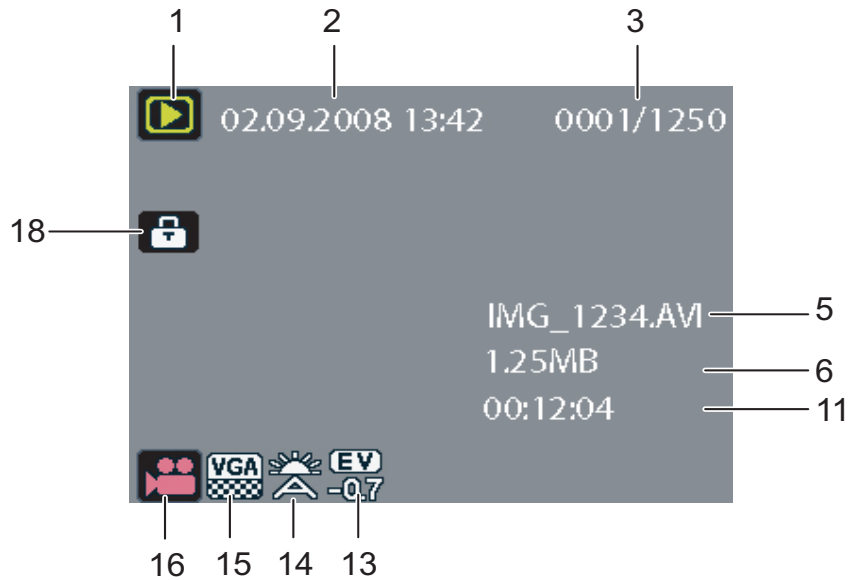 1 2 3
02.09.2008 13:42 0001/1250
18
IMG_1234.AVI 5
1.25MB 6
00:12:04 11
VGA EV
-0.7
16 15 14 13